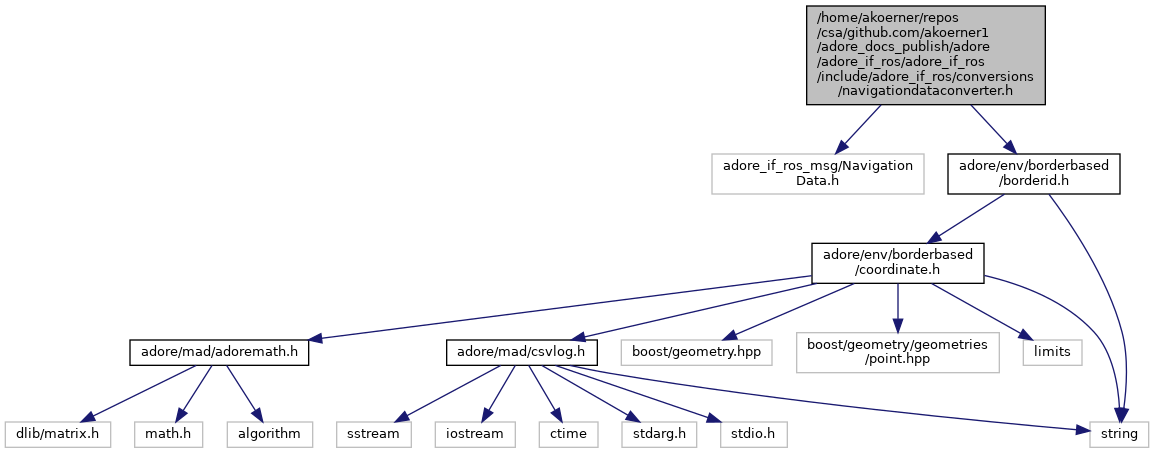 /home/akoerner/repos
/csa/github.com/akoerner1
/adore_docs_publish/adore
/adore_if_ros/adore_if_ros
/include/adore_if_ros/conversions
/navigationdataconverter.h
adore_if_ros_msg/Navigation
Data.h
adore/env/borderbased
/borderid.h
adore/env/borderbased
/coordinate.h
adore/mad/adoremath.h
adore/mad/csvlog.h
boost/geometry.hpp
boost/geometry/geometries
/point.hpp
limits
dlib/matrix.h
math.h
algorithm
sstream
iostream
ctime
stdarg.h
stdio.h
string